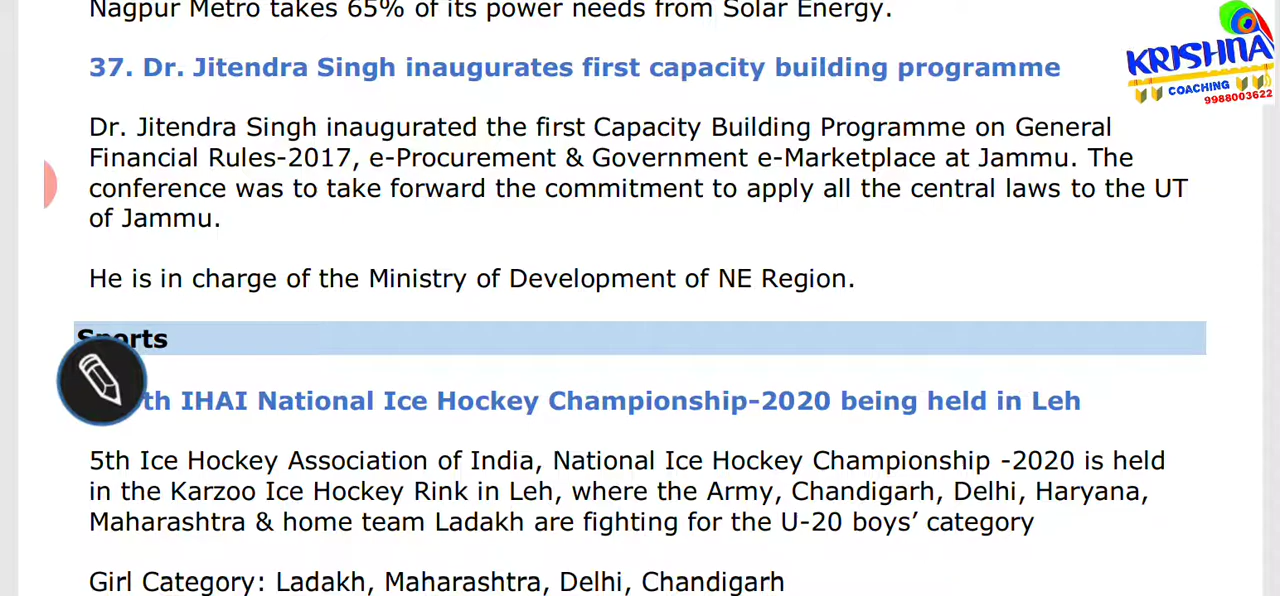 Nagpur Metro takes 65% of its power needs from Solar Energy.
KRISHNA
COACHING
9988003622
37. Dr. Jitendra Singh inaugurates first capacity building programme
Dr. Jitendra Singh inaugurated the first Capacity Building Programme on General
Financial Rules-2017, e-Procurement & Government e-Marketplace at Jammu. The
conference was to take forward the commitment to apply all the central laws to the UT
of Jammu.
He is in charge of the Ministry of Development of NE Region.
Sports
th IHAI National Ice Hockey Championship-2020 being held in Leh
5th Ice Hockey Association of India, National Ice Hockey Championship -2020 is held
in the Karzoo Ice Hockey Rink in Leh, where the Army, Chandigarh, Delhi, Haryana,
Maharashtra & home team Ladakh are fighting for the U-20 boys’ category
Girl Category: Ladakh, Maharashtra, Delhi, Chandigarh